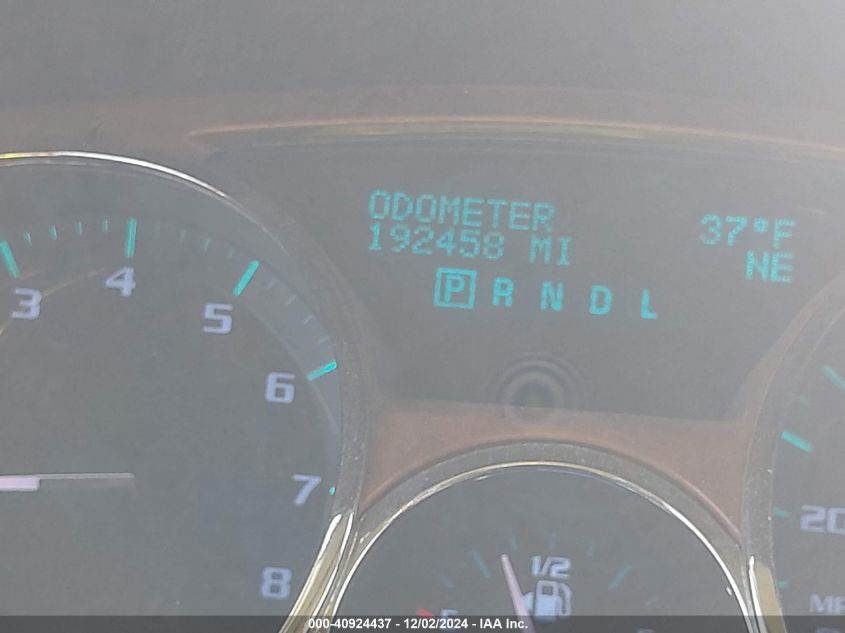 ODOMETER
192458 MI
37°F
NE
P R N D L
3
4
5
6
7
8
1/2
20
000-40924437 - 12/02/2024 - IAA Inc.